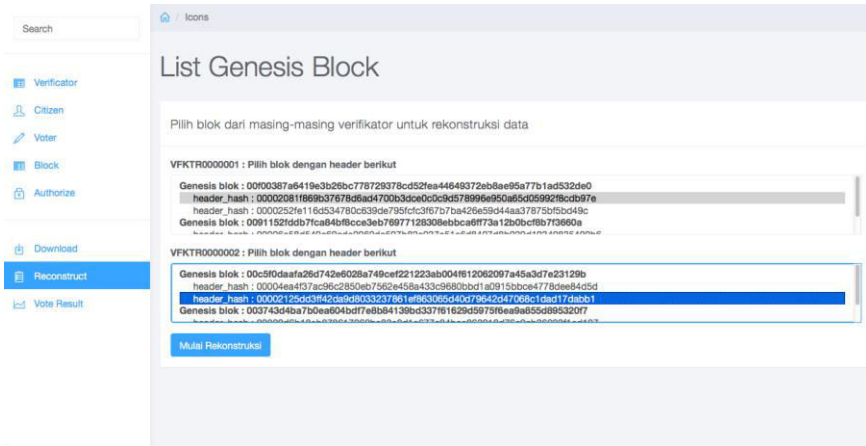 Search
/ Icons
Verificator
Citizen
Voter
Block
Authorize
Download
Reconstruct
Vote Result
List Genesis Block
Pilih blok dari masing-masing verifikator untuk rekonstruksi data
VFKTR0000001 : Pilih blok dengan header berikut
Genesis blok : 00f00387a6419e3b26bc778729378cd52fea44649372eb8ae95a77b1ad532de0
header_hash : 00002081f869b37678d6ad4700b3dce0c0c9d578996e950a65d05992f8cdb97e
header_hash : 0000252fe116d534780c639de795fcfc3f67b7ba426e59d44aa37875bf5bd49c
Genesis blok : 0091152fddb7fca84bf8cce3eb76977128308ebbca6ff73a12b0bcf8b7f3660a
VFKTR0000002 : Pilih blok dengan header berikut
Genesis blok : 00c5f0daafa26d742e6028a749cef221223ab004f612062097a45a3d7e23129b
header_hash : 00004ea4f37ac96c2850eb7562e458a433c9680bbd1a0915bbce4778dee84d5d
header_hash : 00002125dd3ff42da9d8033237861ef863065d40d79642d47068c1dad17dabb1
Genesis blok : 003743d4ba7b0ea604bdf7e8b84139bd337f61629d5975f6ea9a855d895320f7
Mulai Rekonstruksi